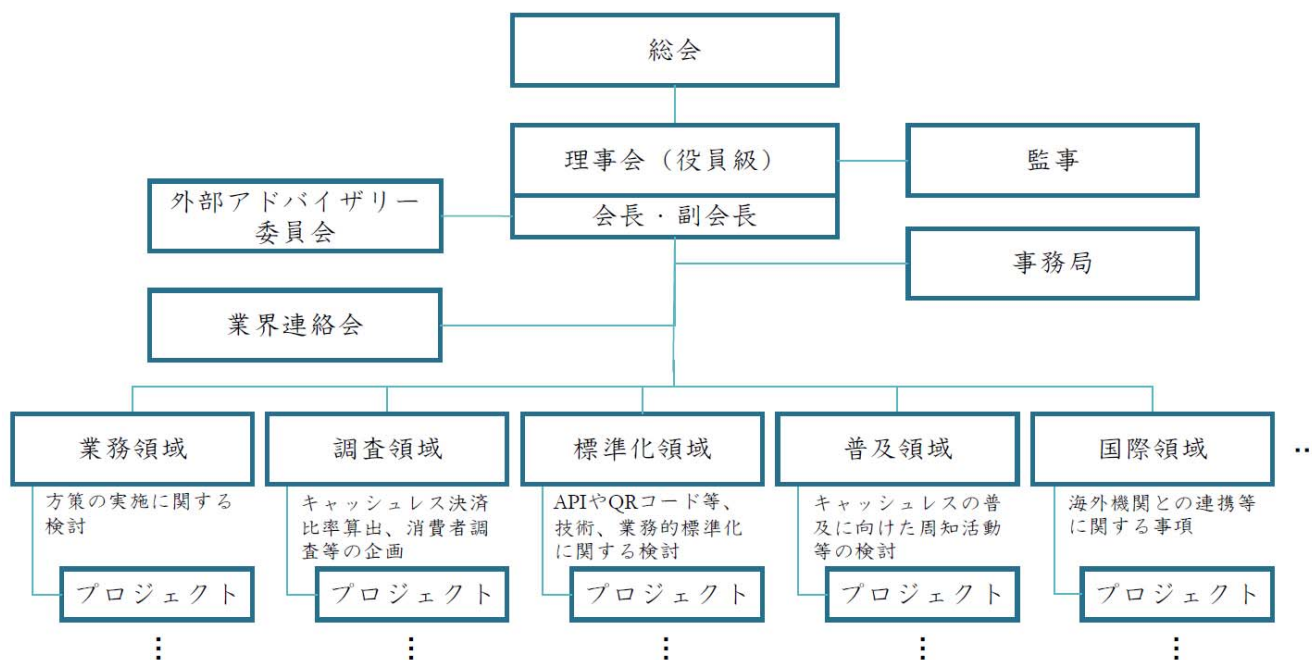 総会
理事会（役員級）
監事
外部アドバイザリー
委員会
会長・副会長
事務局
業界連絡会
業務領域
調査領域
標準化領域
普及領域
国際領域
…
方策の実施に関する
検討
キャッシュレス決済
比率算出、消費者調
査等の企画
APIやQRコード等、
技術、業務的標準化
に関する検討
キャッシュレスの普
及に向けた周知活動
等の検討
海外機関との連携等
に関する事項
プロジェクト
プロジェクト
プロジェクト
プロジェクト
プロジェクト